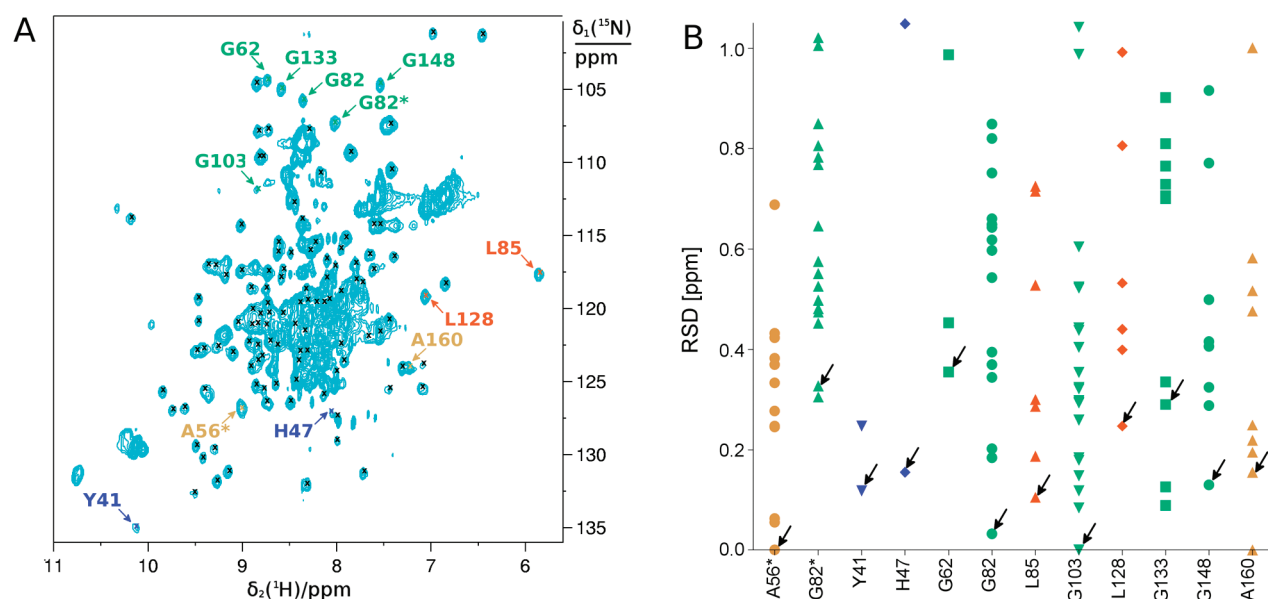 A
B
δ₁(¹⁵N)
ppm
G62
G133
G148
G82
G82*
G103
L85
L128
A160
A56*
H47
Y41
105
110
115
120
125
130
135
11 10 9 8 7 6
δ₂(¹H)/ppm
RSD [ppm]
1.0
0.8
0.6
0.4
0.2
0.0
A56* G82* Y41 H47 G62 G82 L85 G103 L128 G133 G148 A160